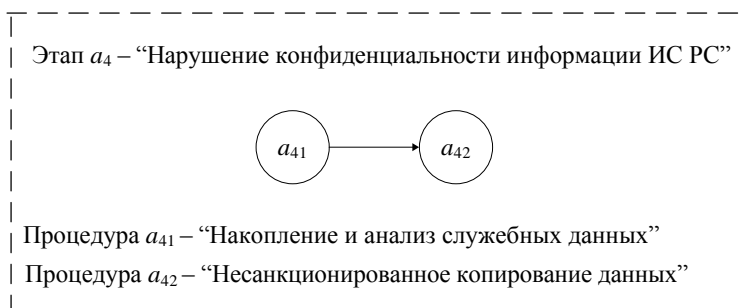 Этап a4 – “Нарушение конфиденциальности информации ИС РС”
a41 a42
Процедура a41 – “Накопление и анализ служебных данных”
Процедура a42 – “Несанкционированное копирование данных”